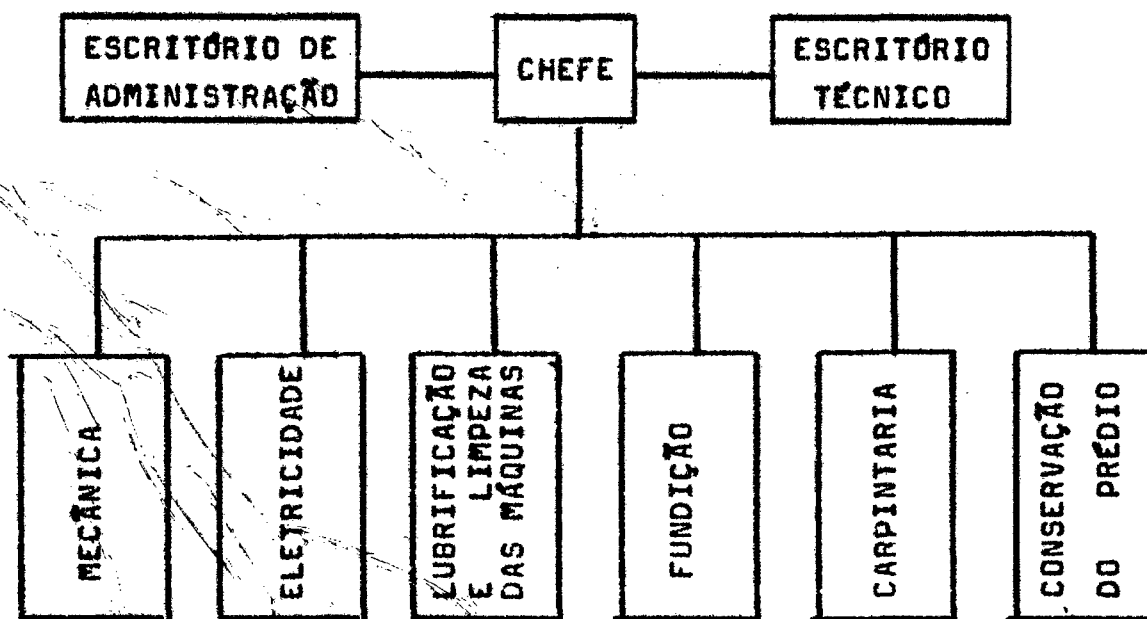 ESCRITÓRIO DE
ADMINISTRAÇÃO
CHEFE
ESCRITÓRIO
TÉCNICO
MECÂNICA
ELETRICIDADE
LUBRIFICAÇÃO
E LIMPEZA
DAS MÁQUINAS
FUNDIÇÃO
CARPINTARIA
CONSERVAÇÃO
DO PRÉDIO